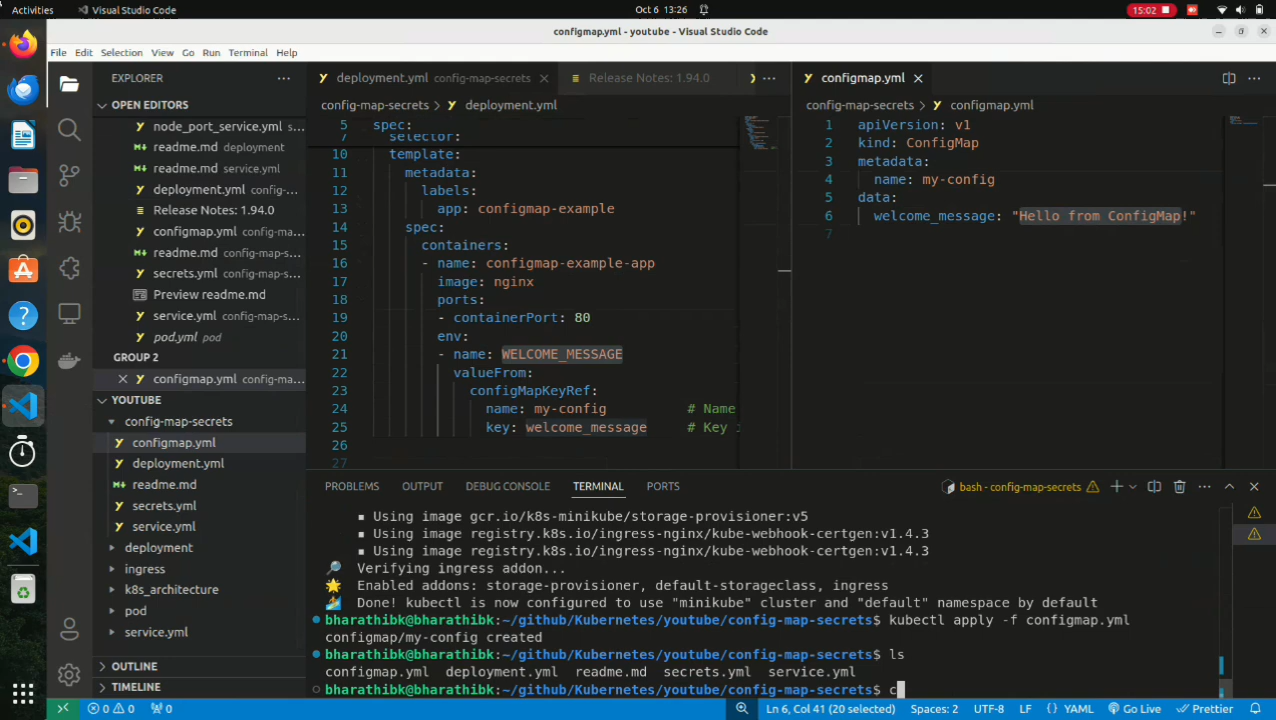 Activities
Visual Studio Code
Oct 6 13:26
15:02
configmap.yml - youtube - Visual Studio Code
File Edit Selection View Go Run Terminal Help
EXPLORER
OPEN EDITORS
node_port_service.yml s...
readme.md deployment
readme.md service.yml
deployment.yml config-...
Release Notes: 1.94.0
configmap.yml config-ma...
readme.md config-map-s...
secrets.yml config-map-s...
Preview readme.md
service.yml config-map-s...
pod.yml pod
GROUP 2
configmap.yml config-ma...
YOUTUBE
config-map-secrets
configmap.yml
deployment.yml
readme.md
secrets.yml
service.yml
deployment
ingress
k8s_architecture
pod
service.yml
OUTLINE
TIMELINE
deployment.yml config-map-secrets
Release Notes: 1.94.0
config-map-secrets > deployment.yml
5 spec:
7 selector:
10 template:
11 metadata:
12 labels:
13 app: configmap-example
14 spec:
15 containers:
16 - name: configmap-example-app
17 image: nginx
18 ports:
19 - containerPort: 80
20 env:
21 - name: WELCOME_MESSAGE
22 valueFrom:
23 configMapKeyRef:
24 name: my-config # Name
25 key: welcome_message # Key
26
27
configmap.yml
config-map-secrets > configmap.yml
1 apiVersion: v1
2 kind: ConfigMap
3 metadata:
4 name: my-config
5 data:
6 welcome_message: "Hello from ConfigMap!"
7
PROBLEMS OUTPUT DEBUG CONSOLE TERMINAL PORTS
bash - config-map-secrets
▪ Using image gcr.io/k8s-minikube/storage-provisioner:v5
▪ Using image registry.k8s.io/ingress-nginx/kube-webhook-certgen:v1.4.3
▪ Using image registry.k8s.io/ingress-nginx/kube-webhook-certgen:v1.4.3
🔎 Verifying ingress addon...
🌟 Enabled addons: storage-provisioner, default-storageclass, ingress
🏄 Done! kubectl is now configured to use "minikube" cluster and "default" namespace by default
bharathibk@bharathibk:~/github/Kubernetes/youtube/config-map-secrets$ kubectl apply -f configmap.yml
configmap/my-config created
bharathibk@bharathibk:~/github/Kubernetes/youtube/config-map-secrets$ ls
configmap.yml deployment.yml readme.md secrets.yml service.yml
bharathibk@bharathibk:~/github/Kubernetes/youtube/config-map-secrets$ c
0 0 0
Ln 6, Col 41 (20 selected) Spaces: 2 UTF-8 LF {} YAML Go Live Prettier